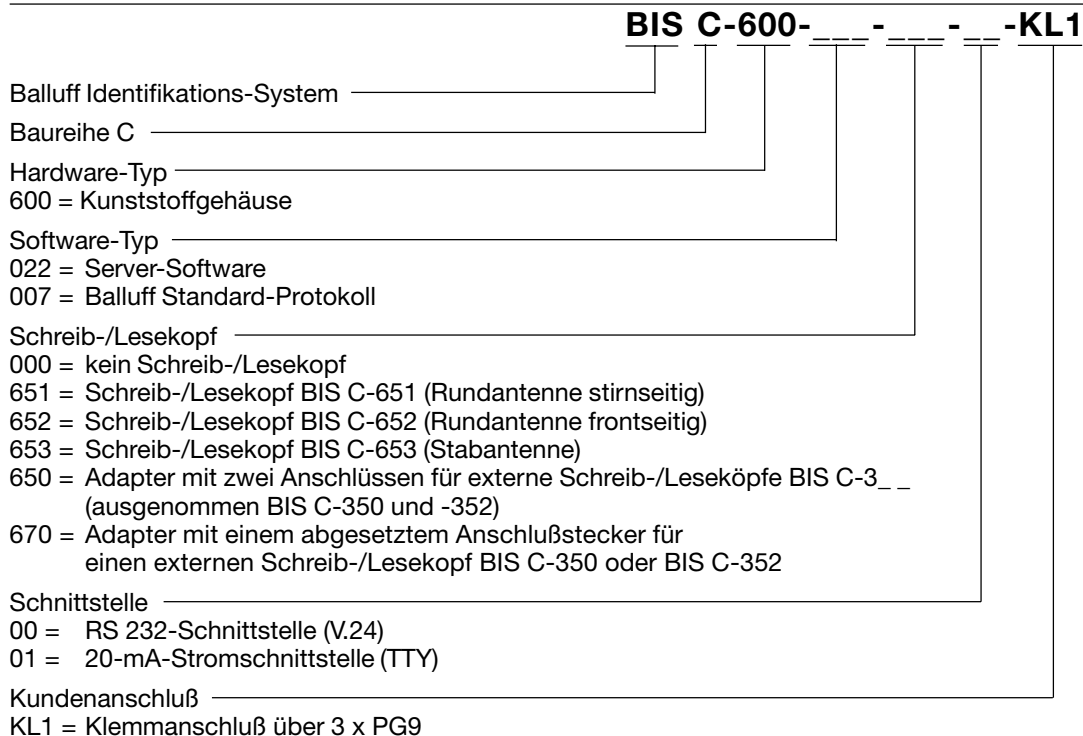 BIS C-600-___-___-__-KL1
Balluff Identifikations-System
Baureihe C
Hardware-Typ
600 = Kunststoffgehäuse
Software-Typ
022 = Server-Software
007 = Balluff Standard-Protokoll
Schreib-/Lesekopf
000 = kein Schreib-/Lesekopf
651 = Schreib-/Lesekopf BIS C-651 (Rundantenne stirnseitig)
652 = Schreib-/Lesekopf BIS C-652 (Rundantenne frontseitig)
653 = Schreib-/Lesekopf BIS C-653 (Stabantenne)
650 = Adapter mit zwei Anschlüssen für externe Schreib-/Leseköpfe BIS C-3_ _
(ausgenommen BIS C-350 und -352)
670 = Adapter mit einem abgesetztem Anschlußstecker für
einen externen Schreib-/Lesekopf BIS C-350 oder BIS C-352
Schnittstelle
00 = RS 232-Schnittstelle (V.24)
01 = 20-mA-Stromschnittstelle (TTY)
Kundenanschluß
KL1 = Klemmanschluß über 3 x PG9